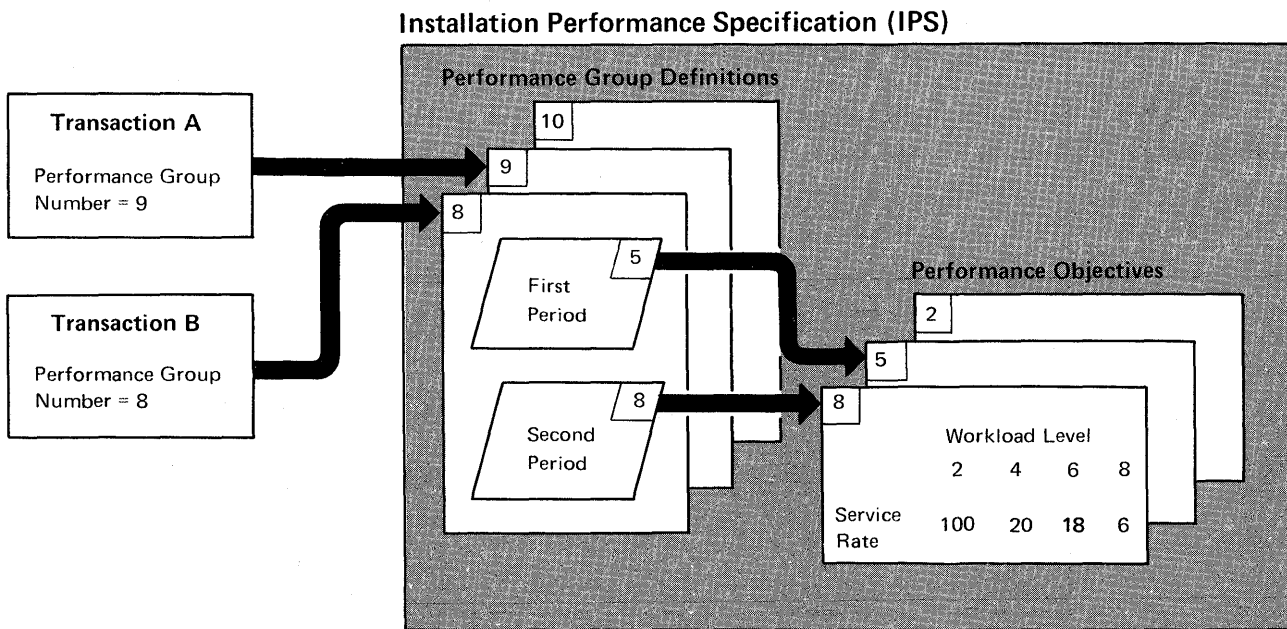 Installation Performance Specification (IPS)
Performance Group Definitions
Transaction A
Performance Group
Number = 9
Transaction B
Performance Group
Number = 8
10
9
8
5
First
Period
8
Second
Period
Performance Objectives
2
5
8
Workload Level
2 4 6 8
Service
Rate
100 20 18 6